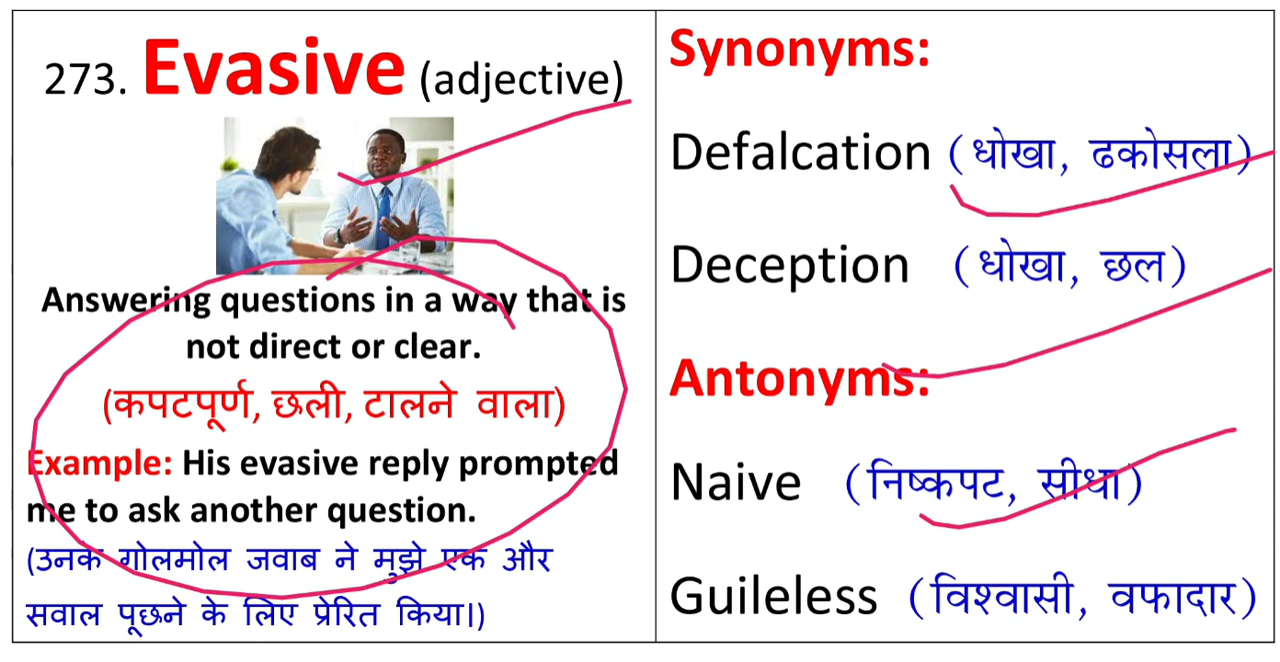 273. Evasive (adjective)
Answering questions in a way that is
not direct or clear.
(कपटपूर्ण, छली, टालने वाला)
Example: His evasive reply prompted
me to ask another question.
(उनके गोलमोल जवाब ने मुझे एक और
सवाल पूछने के लिए प्रेरित किया।)
Synonyms:
Defalcation (धोखा, ढकोसला)
Deception (धोखा, छल)
Antonyms:
Naive (निष्कपट, सीधा)
Guileless (विश्वासी, वफादार)